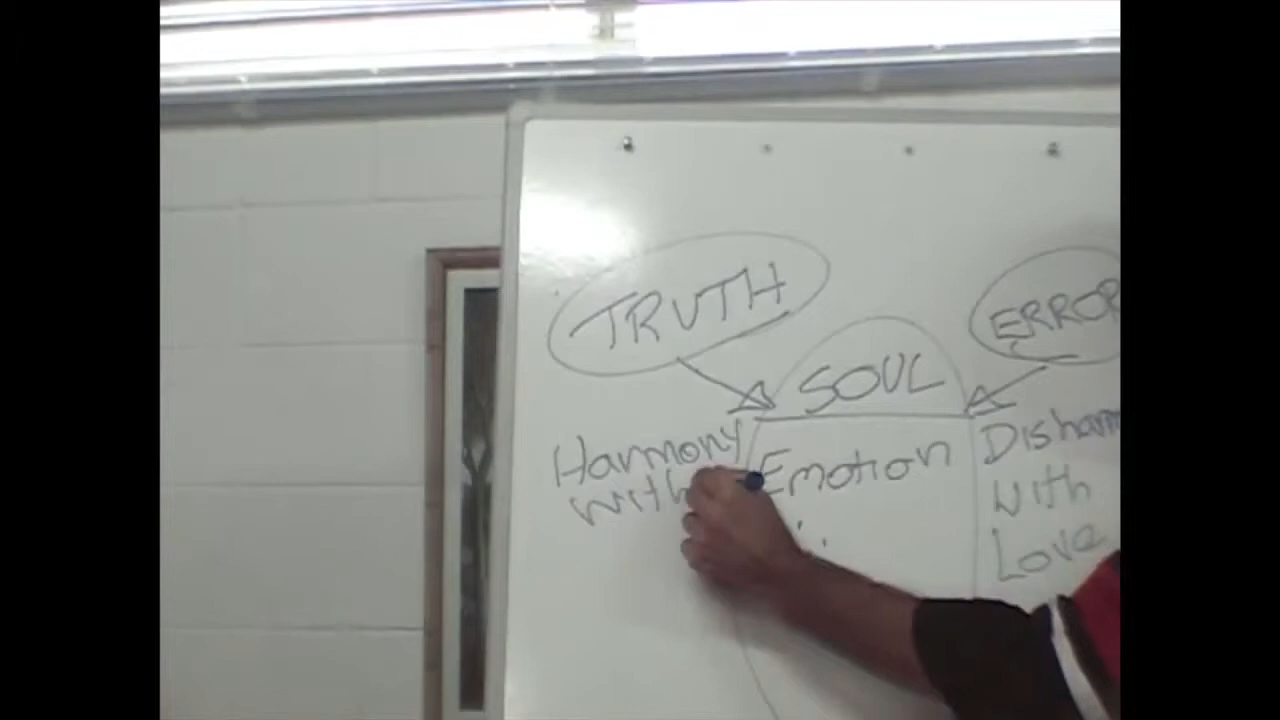 TRUTH
ERROR
SOUL
Harmony
with
Emotion
Disharm
with
Love